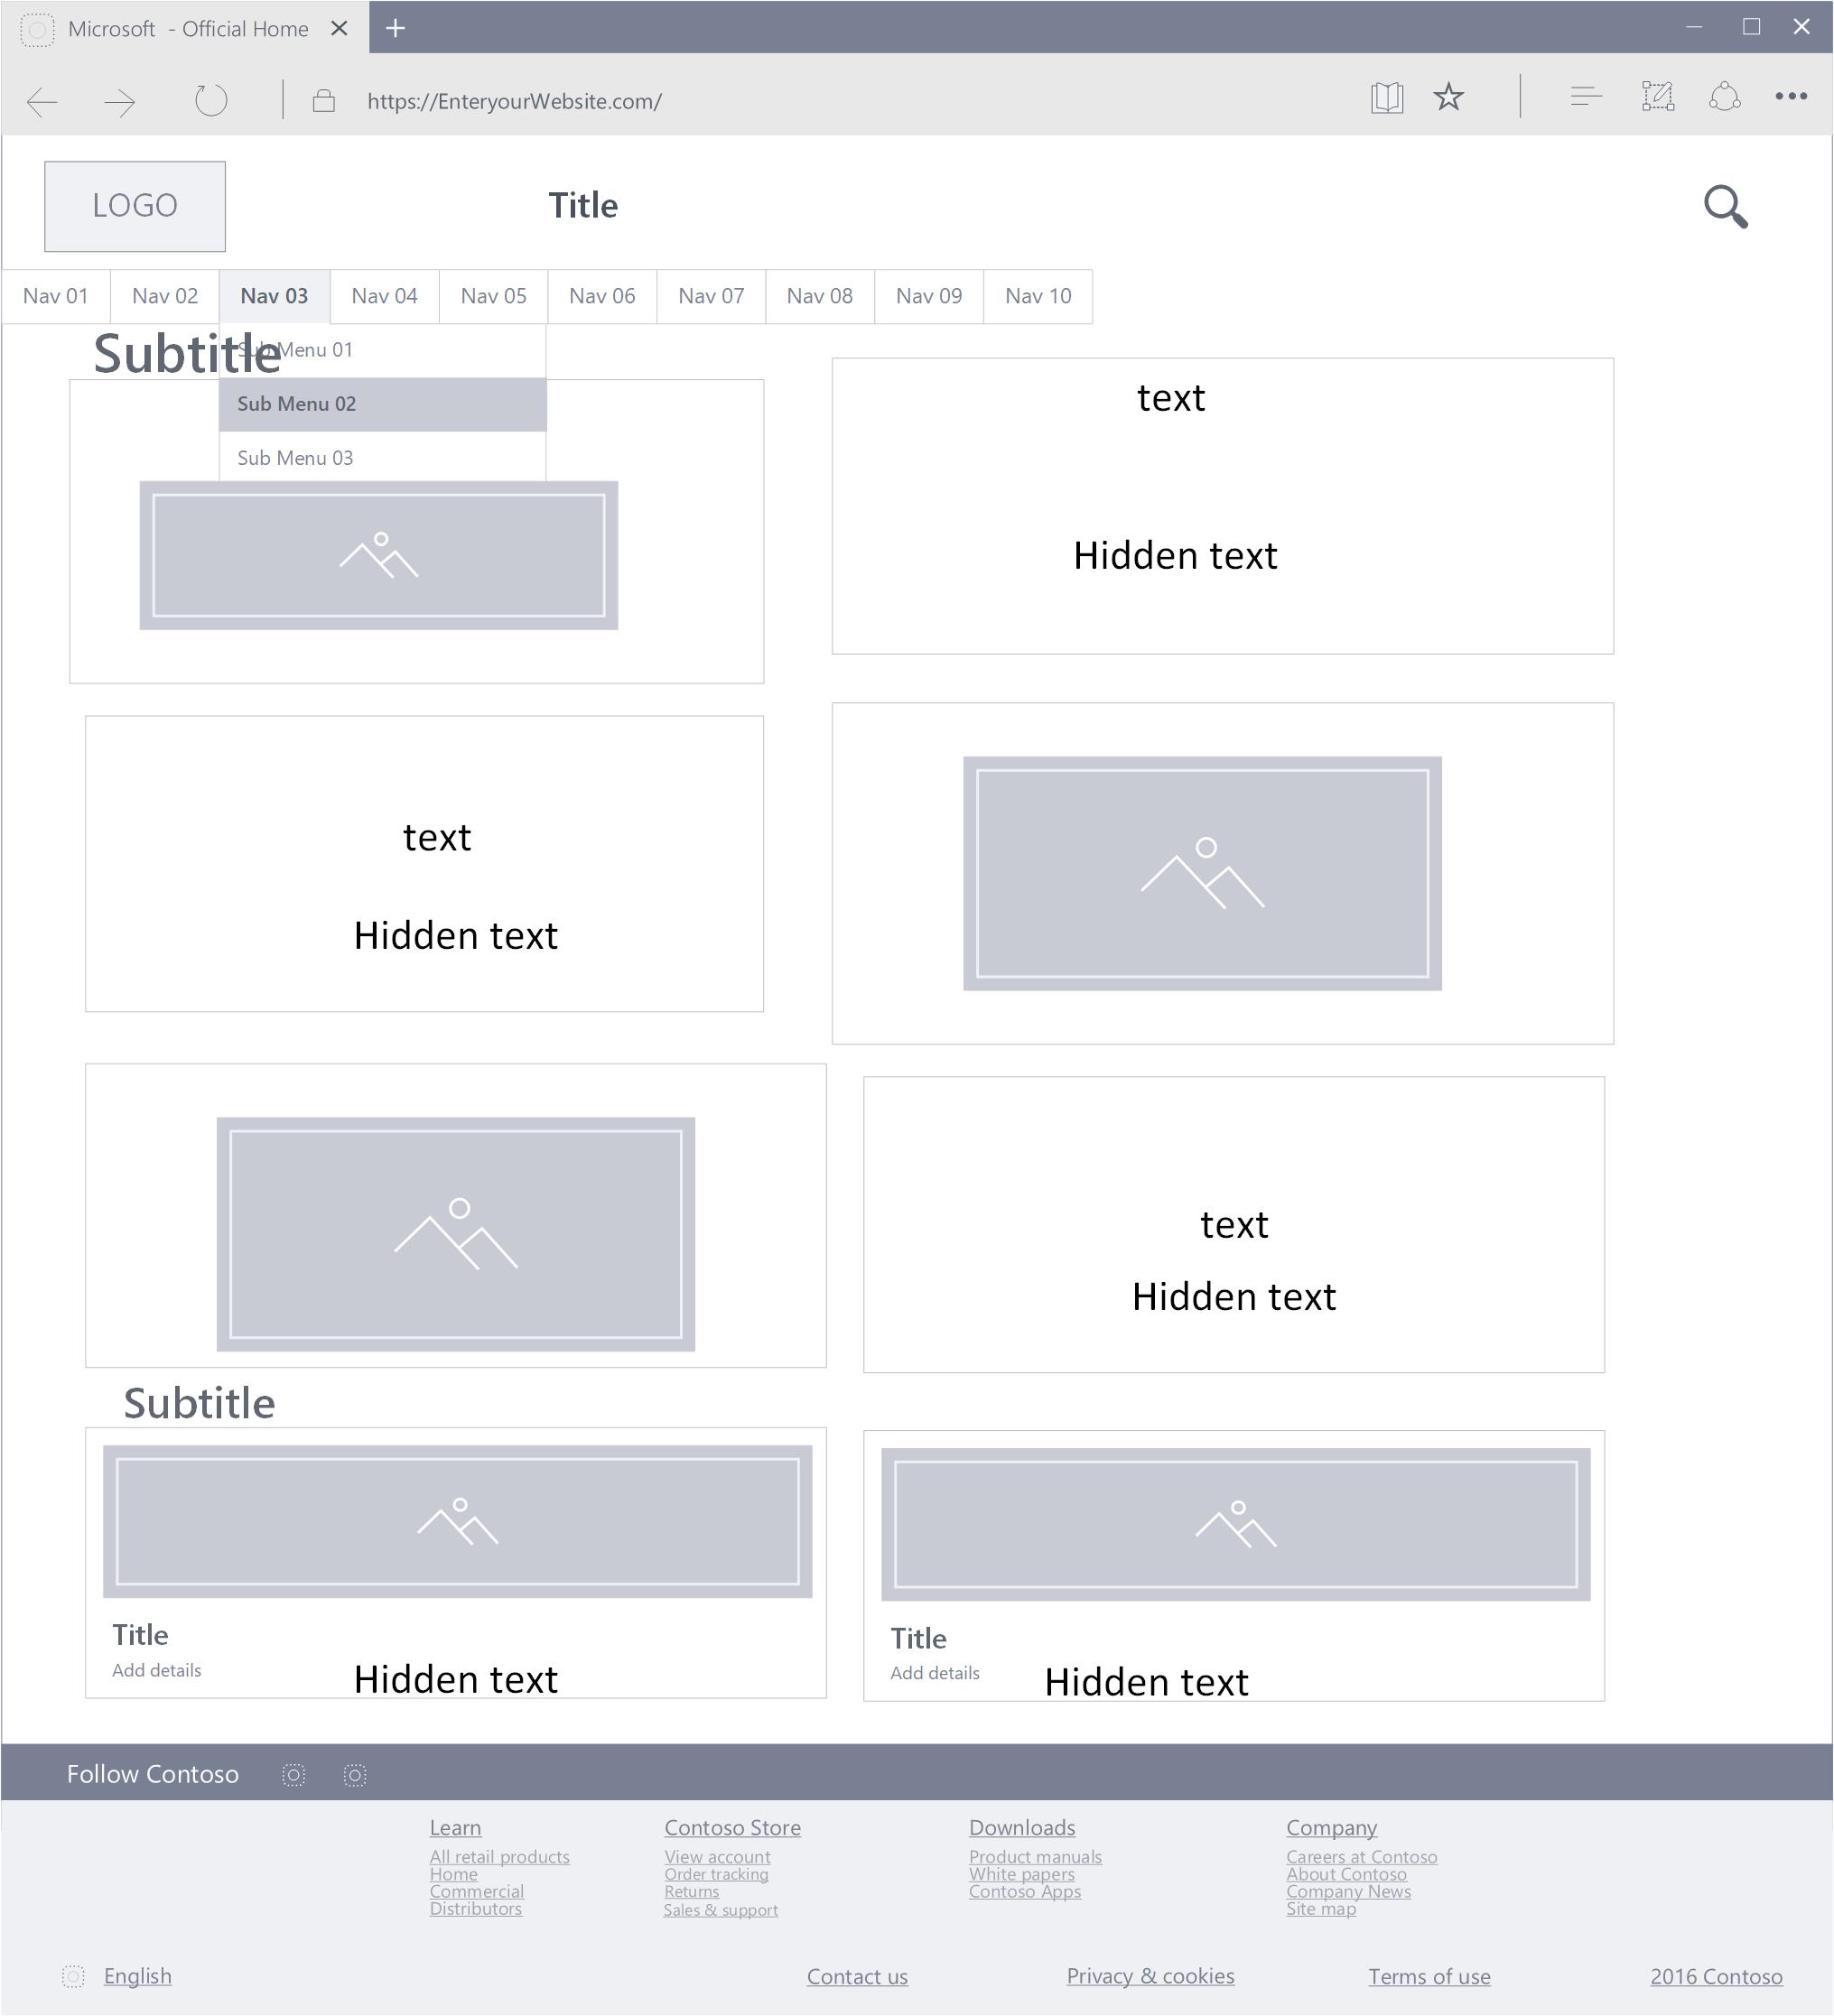 Microsoft - Official Home
https://EnteryourWebsite.com/
LOGO
Title
Nav 01 Nav 02 Nav 03 Nav 04 Nav 05 Nav 06 Nav 07 Nav 08 Nav 09 Nav 10
Subtitle
Sub Menu 01
Sub Menu 02
Sub Menu 03
text
Hidden text
text
Hidden text
text
Hidden text
Subtitle
Title
Add details
Hidden text
Title
Add details
Hidden text
Follow Contoso
Learn
All retail products
Home
Commercial
Distributors
Contoso Store
View account
Order tracking
Returns
Sales & support
Downloads
Product manuals
White papers
Contoso Apps
Company
Careers at Contoso
About Contoso
Company News
Site map
English
Contact us
Privacy & cookies
Terms of use
2016 Contoso